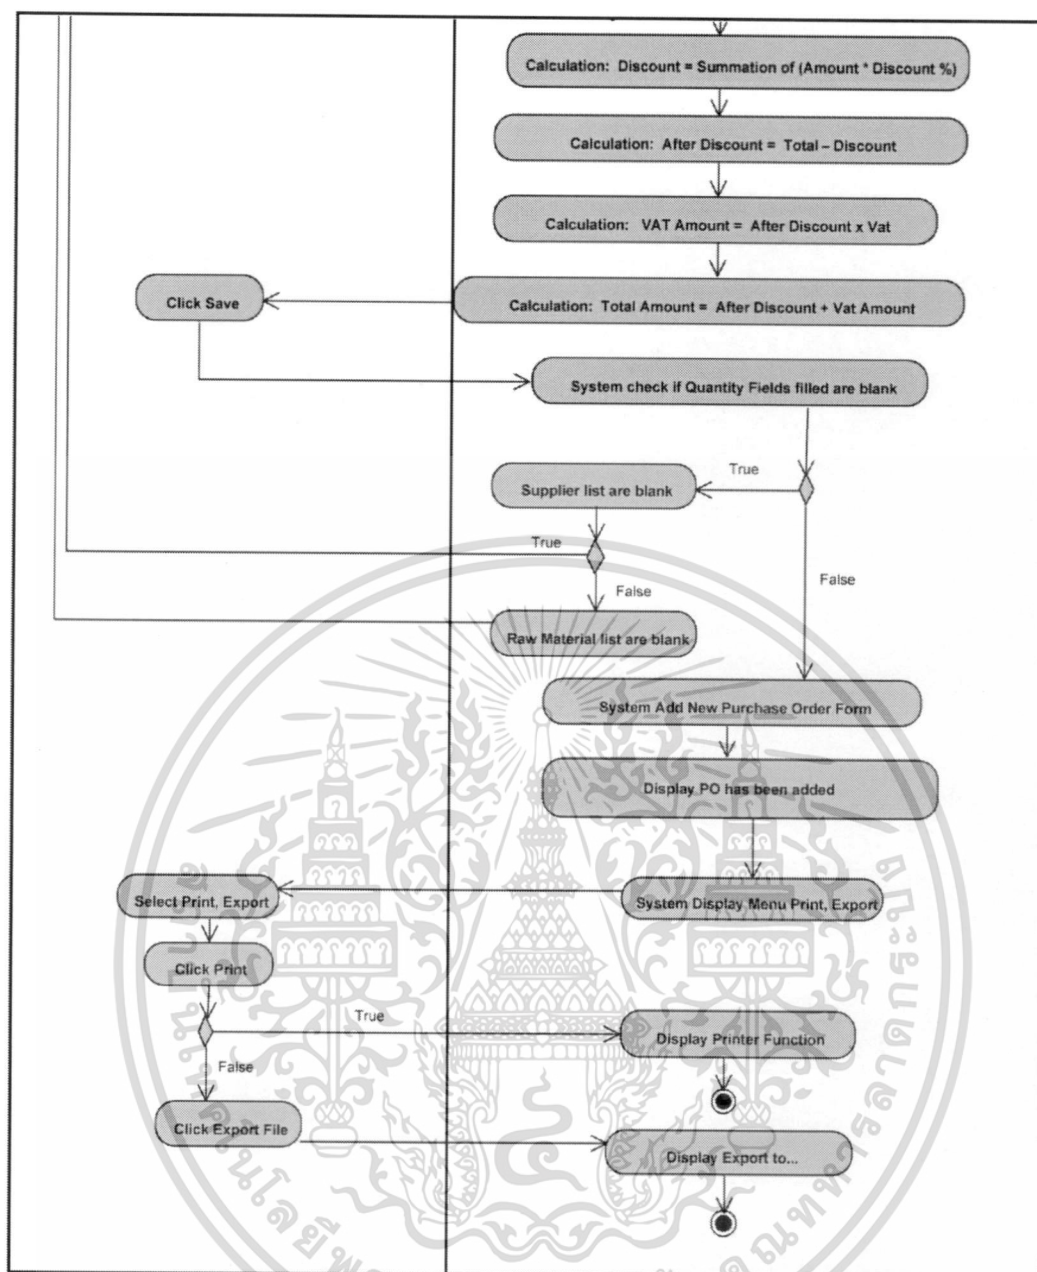 Calculation: Discount = Summation of (Amount * Discount %)
Calculation: After Discount = Total – Discount
Calculation: VAT Amount = After Discount x Vat
Click Save
Calculation: Total Amount = After Discount + Vat Amount
System check if Quantity Fields filled are blank
True
Supplier list are blank
True
False
False
Raw Material list are blank
System Add New Purchase Order Form
Display PO has been added
Select Print, Export
System Display Menu Print, Export
Click Print
True
Display Printer Function
False
Click Export File
Display Export to...